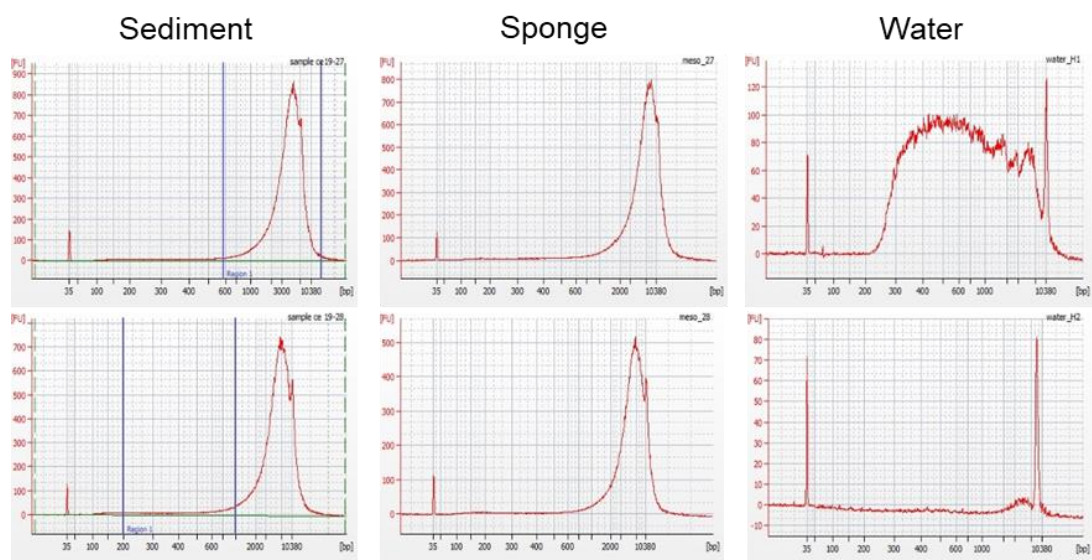 Sediment
Sponge
Water
[FU]
sample ce 19-27
900
800
700
600
500
400
300
200
100
0
Region 1
35 100 200 300 400 600 1000 3000 10380 [bp]
[FU]
meso_27
800
700
600
500
400
300
200
100
0
35 100 200 300 400 600 2000 10380 [bp]
[FU]
water_H1
120
100
80
60
40
20
0
35 100 200 300 400 600 1000 10380 [bp]
[FU]
sample ce 19-28
700
600
500
400
300
200
100
0
Region 1
35 100 200 300 400 2000 10380 [bp]
[FU]
meso_28
500
400
300
200
100
0
35 100 200 300 400 600 2000 10380 [bp]
[FU]
water_H2
80
70
60
50
40
30
20
10
0
-10
35 100 200 300 400 600 1000 10380 [bp]